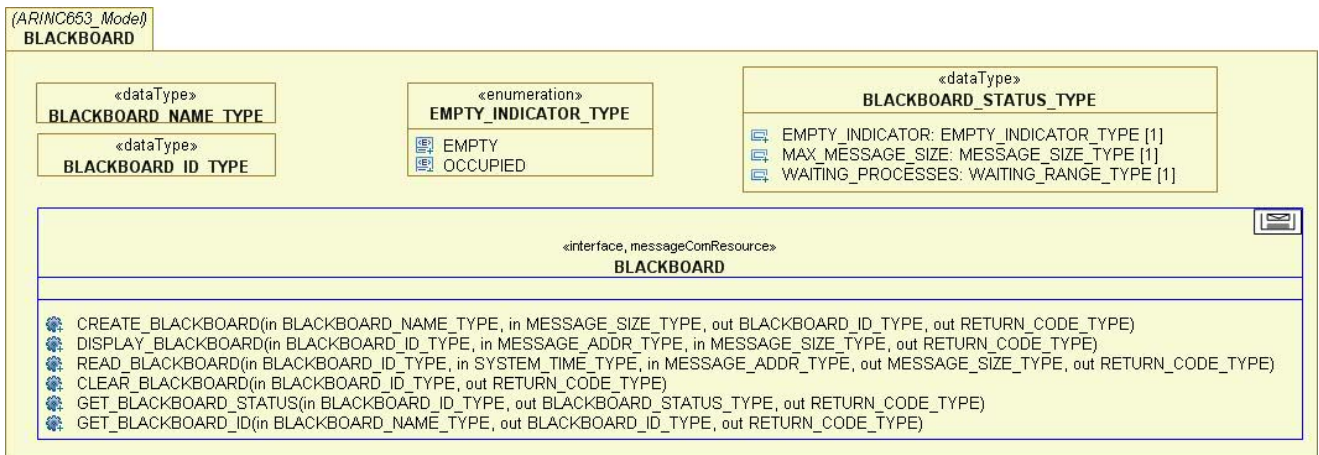 (ARINC653_Model)
BLACKBOARD
«dataType»
BLACKBOARD_NAME_TYPE
«dataType»
BLACKBOARD_ID_TYPE
«enumeration»
EMPTY_INDICATOR_TYPE
EMPTY
OCCUPIED
«dataType»
BLACKBOARD_STATUS_TYPE
EMPTY_INDICATOR: EMPTY_INDICATOR_TYPE [1]
MAX_MESSAGE_SIZE: MESSAGE_SIZE_TYPE [1]
WAITING_PROCESSES: WAITING_RANGE_TYPE [1]
«interface, messageComResource»
BLACKBOARD
CREATE_BLACKBOARD(in BLACKBOARD_NAME_TYPE, in MESSAGE_SIZE_TYPE, out BLACKBOARD_ID_TYPE, out RETURN_CODE_TYPE)
DISPLAY_BLACKBOARD(in BLACKBOARD_ID_TYPE, in MESSAGE_ADDR_TYPE, in MESSAGE_SIZE_TYPE, out RETURN_CODE_TYPE)
READ_BLACKBOARD(in BLACKBOARD_ID_TYPE, in SYSTEM_TIME_TYPE, in MESSAGE_ADDR_TYPE, out MESSAGE_SIZE_TYPE, out RETURN_CODE_TYPE)
CLEAR_BLACKBOARD(in BLACKBOARD_ID_TYPE, out RETURN_CODE_TYPE)
GET_BLACKBOARD_STATUS(in BLACKBOARD_ID_TYPE, out BLACKBOARD_STATUS_TYPE, out RETURN_CODE_TYPE)
GET_BLACKBOARD_ID(in BLACKBOARD_NAME_TYPE, out BLACKBOARD_ID_TYPE, out RETURN_CODE_TYPE)